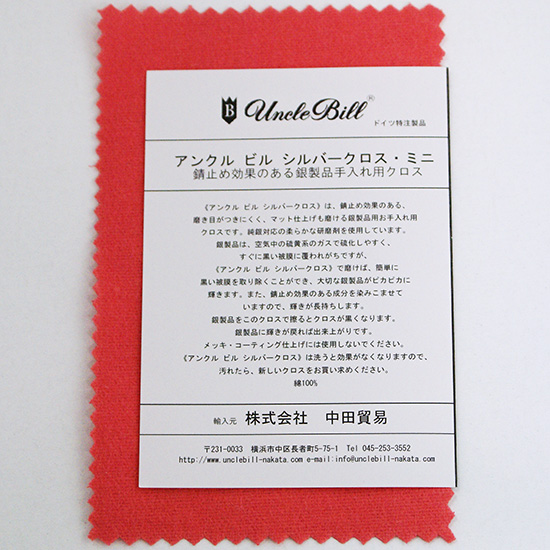 B Uncle Bill®
ドイツ特注製品
アンクル ビル シルバークロス・ミニ
錆止め効果のある銀製品手入れ用クロス
《アンクル ビル シルバークロス》は、錆止め効果のある、
磨き目がつきにくく、マット仕上げも磨ける銀製品用お手入れ用
クロスです。純銀対応の柔らかな研磨剤を使用しています。
銀製品は、空気中の硫黄系のガスで硫化しやすく、
すぐに黒い被膜に覆われがちですが、
《アンクル ビル シルバークロス》で磨けば、簡単に
黒い被膜を取り除くことができ、大切な銀製品がピカピカに
輝きます。また、錆止め効果のある成分を染みこませて
いますので、輝きが長持ちします。
銀製品をこのクロスで擦るとクロスが黒くなります。
銀製品に輝きが戻れば出来上がりです。
メッキ・コーティング仕上げには使用しないでください。
《アンクル ビル シルバークロス》は洗うと効果がなくなりますので、
汚れたら、新しいクロスをお買い求めください。
綿100%
輸入元 株式会社 中田貿易
〒231-0033 横浜市中区長者町5-75-1 Tel 045-253-3552
http://www.unclebill-nakata.com e-mail:info@unclebill-nakata.com